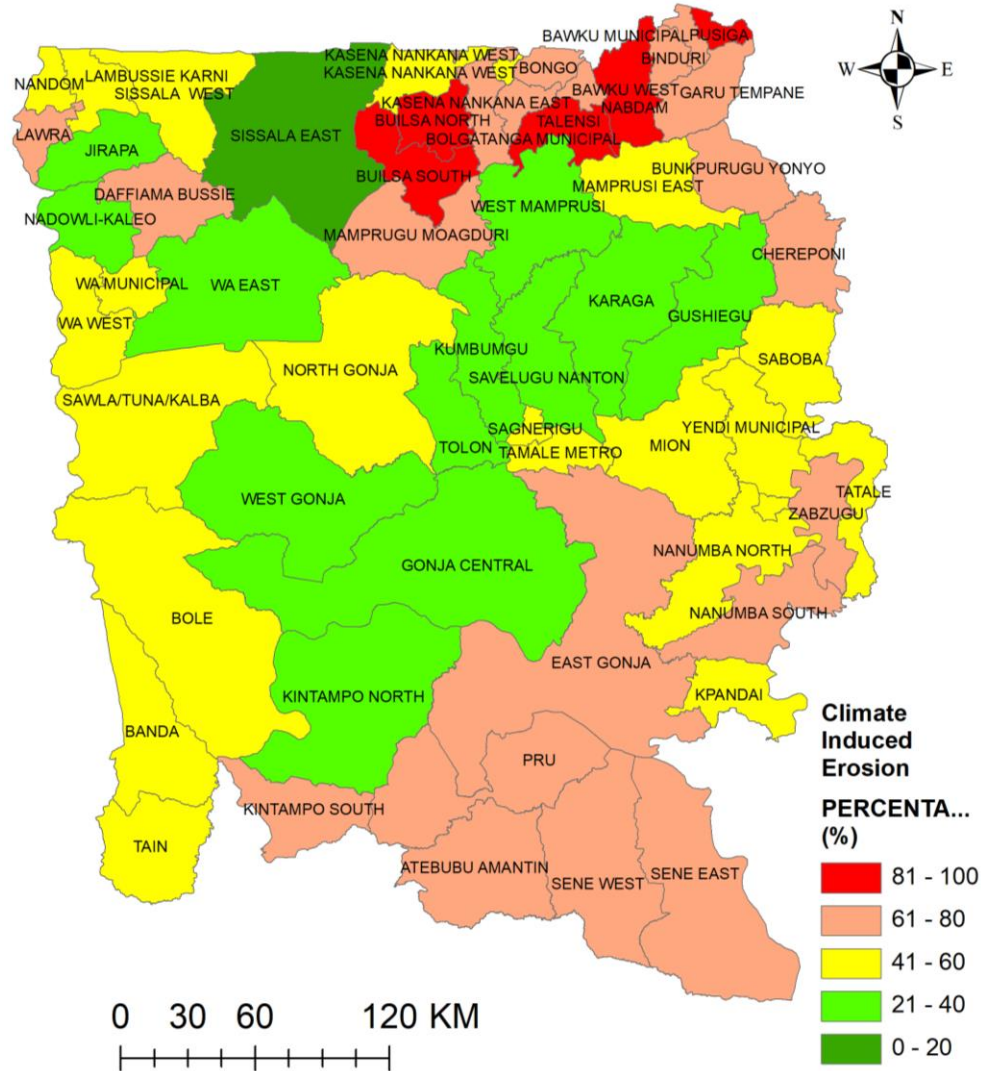 N
W
E
S
BAWKU MUNICIPAL
PUSIGA
KASENA NANKANA WEST
KASENA NANKANA WEST
BONGO
BINDURI
NANDOM
LAMBUSSIE KARNI
SISSALA WEST
BAWKU WEST
GARU TEMPANE
KASENA NANKANA EAST
NABDAM
LAWRA
SISSALA EAST
BUILSA NORTH
TALENSI
JIRAPA
BOLGATANGA MUNICIPAL
BUILSA SOUTH
BUNKPURUGU YONYO
DAFFIAMA BUSSIE
MAMPRUSI EAST
NADOWLI-KALEO
WEST MAMPRUSI
MAMPRUGU MOAGDURI
CHEREPONI
WA MUNICIPAL
WA EAST
KARAGA
GUSHIEGU
WA WEST
KUMBUMGU
SABOBA
NORTH GONJA
SAVELUGU NANTON
SAWLA/TUNA/KALBA
SAGNERIGU
YENDI MUNICIPAL
TOLON
TAMALE METRO
MION
WEST GONJA
TATALE
ZABZUGU
NANUMBA NORTH
GONJA CENTRAL
BOLE
NANUMBA SOUTH
EAST GONJA
KINTAMPO NORTH
KPANDAI
BANDA
PRU
KINTAMPO SOUTH
TAIN
ATEBUBU AMANTIN
SENE WEST
SENE EAST
Climate
Induced
Erosion
PERCENTA...
(%)
81 - 100
61 - 80
41 - 60
21 - 40
0 - 20
0 30 60 120 KM